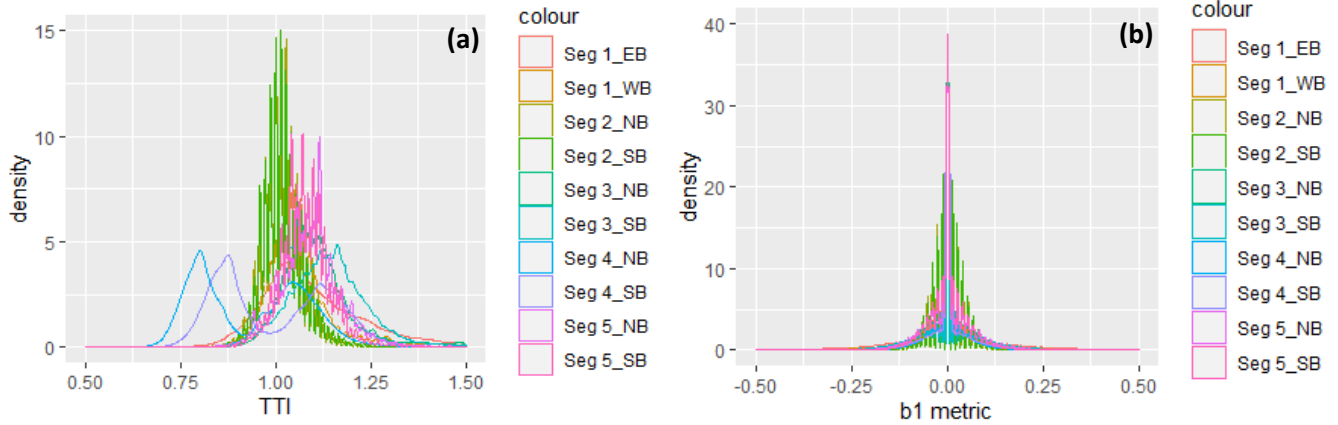 (a)
15
10
5
0
density
0.50 0.75 1.00 1.25 1.50
TTI
colour
Seg 1_EB
Seg 1_WB
Seg 2_NB
Seg 2_SB
Seg 3_NB
Seg 3_SB
Seg 4_NB
Seg 4_SB
Seg 5_NB
Seg 5_SB
(b)
40
30
20
10
0
density
-0.50 -0.25 0.00 0.25 0.50
b1 metric
colour
Seg 1_EB
Seg 1_WB
Seg 2_NB
Seg 2_SB
Seg 3_NB
Seg 3_SB
Seg 4_NB
Seg 4_SB
Seg 5_NB
Seg 5_SB